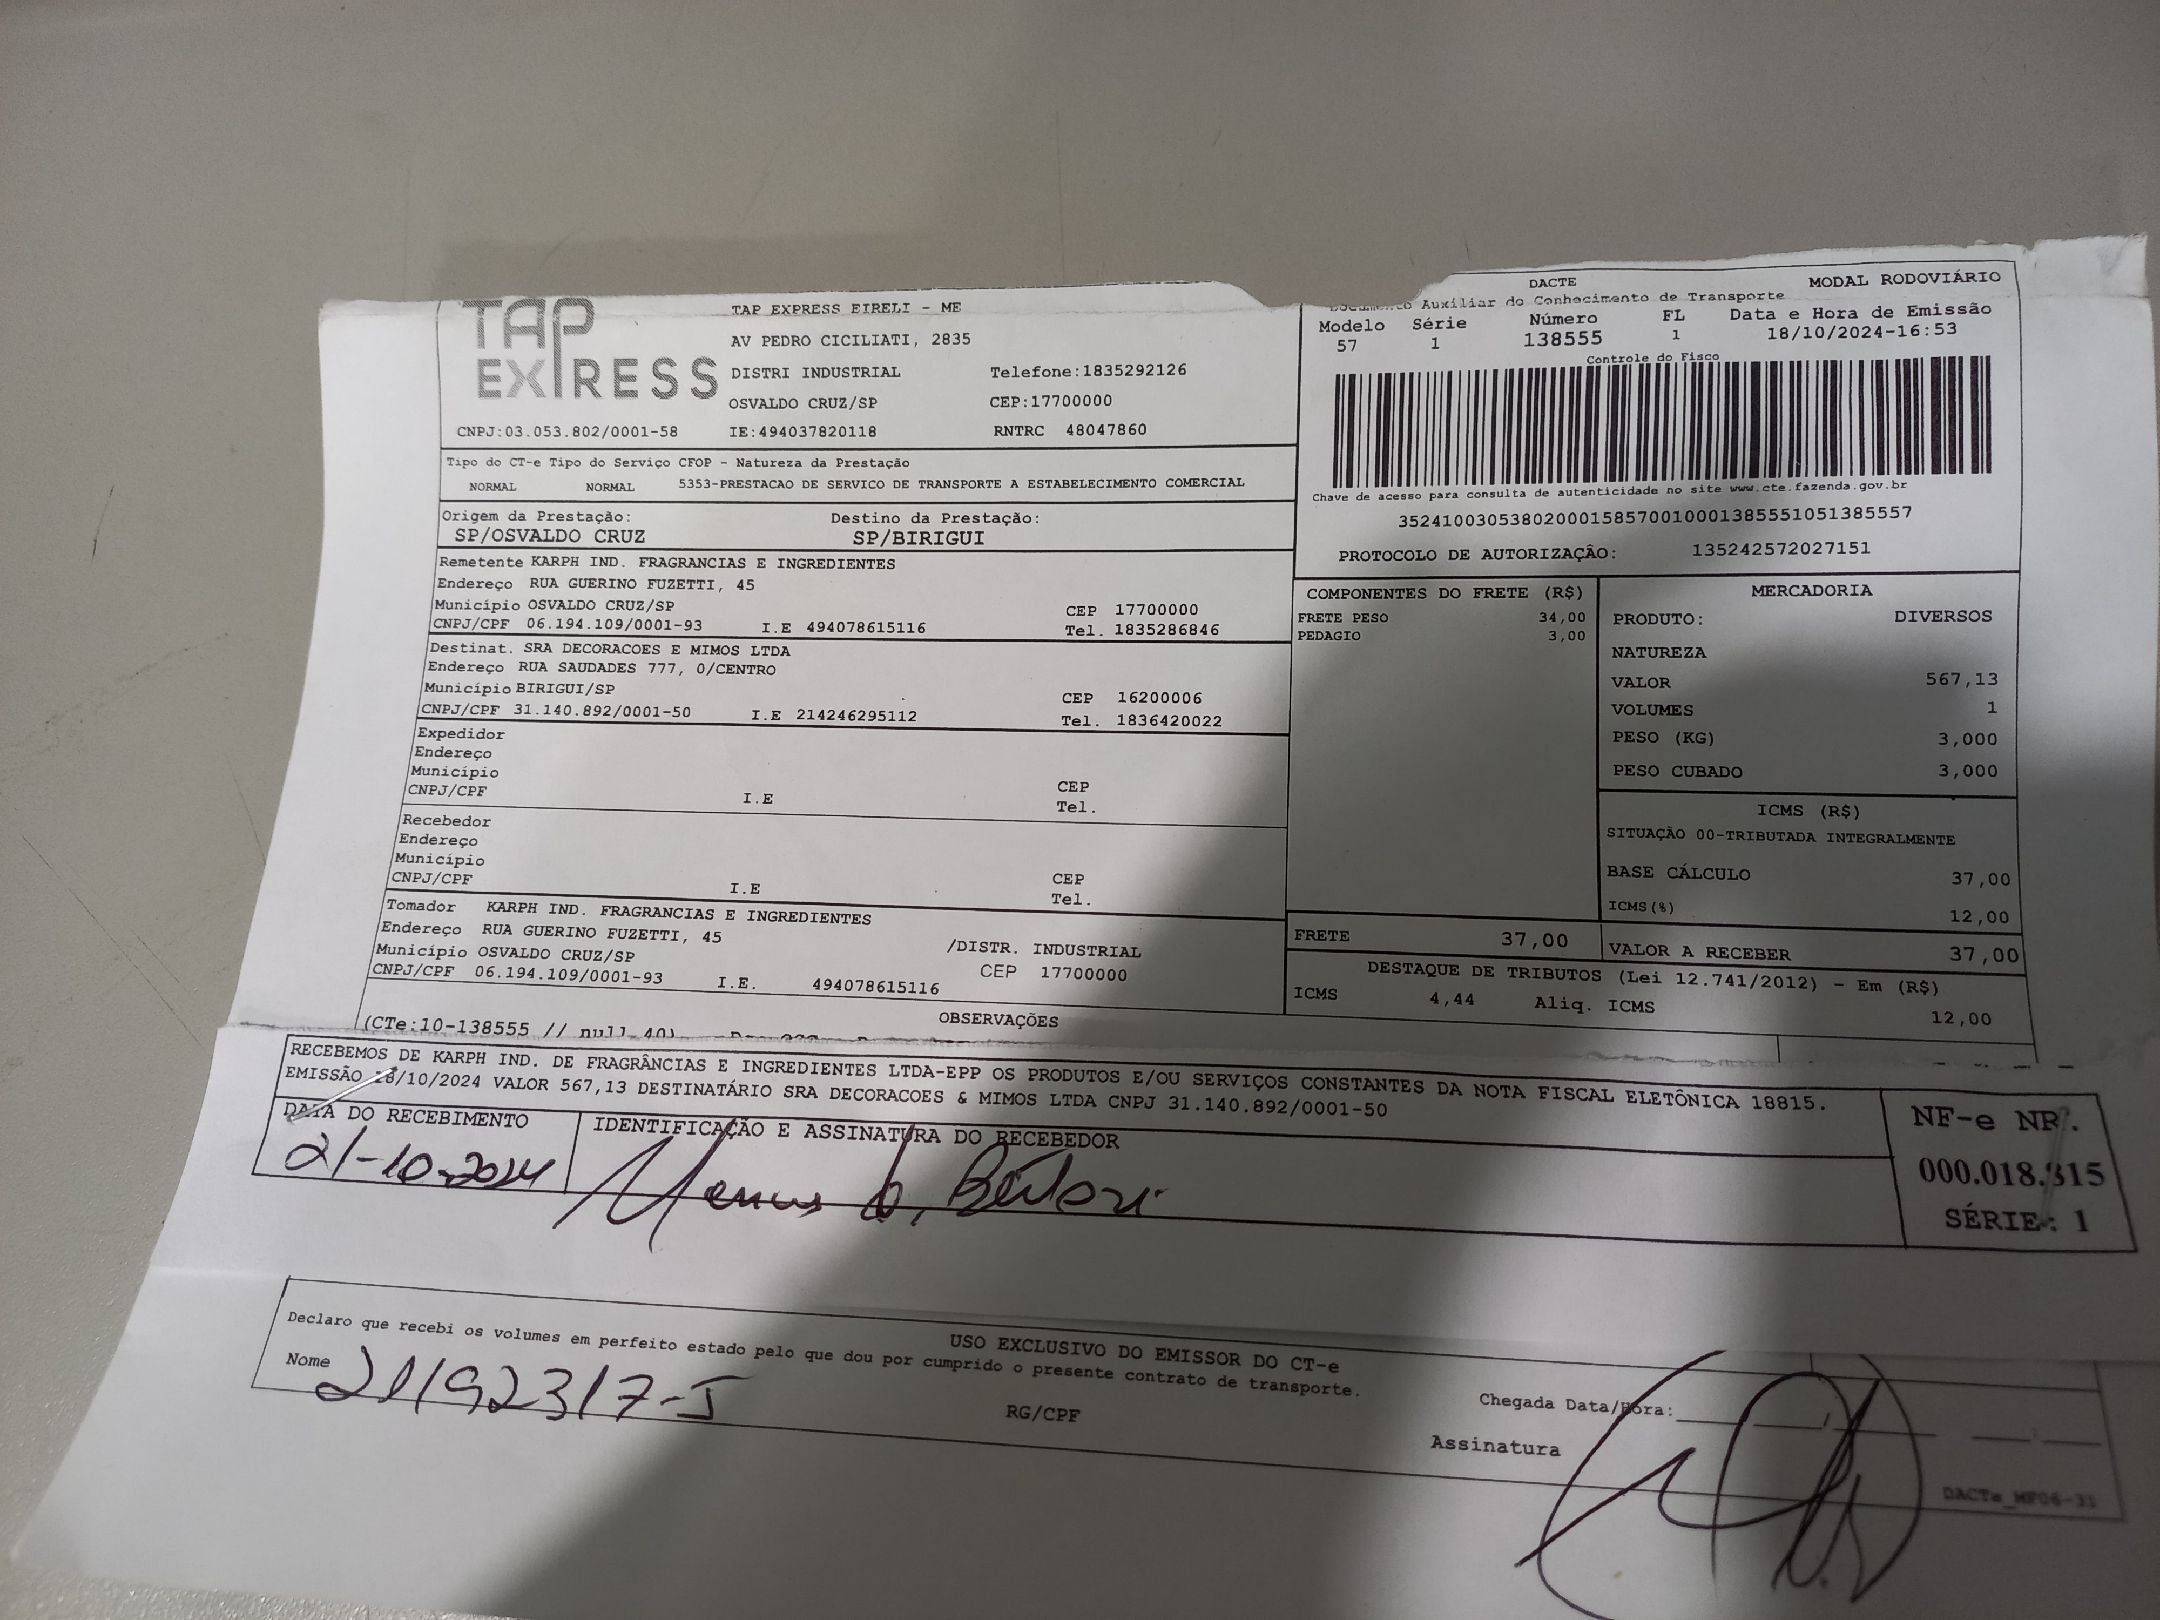 TAP
EXPRESS
TAP EXPRESS EIRELI - ME
AV PEDRO CICILIATI, 2835
DISTRI INDUSTRIAL Telefone:1835292126
OSVALDO CRUZ/SP CEP:17700000
CNPJ:03.053.802/0001-58 IE:494037820118 RNTRC 48047860
DACTE MODAL RODOVIÁRIO
Auxiliar do Conhecimento de Transporte
Modelo Série Número FL Data e Hora de Emissão
57 1 138555 1 18/10/2024-16:53
Controle do Fisco
Chave de acesso para consulta de autenticidade no site www.cte.fazenda.gov.br
35241003053802000158570010001385551051385557
PROTOCOLO DE AUTORIZAÇÃO: 135242572027151
Tipo do CT-e Tipo do Serviço CFOP - Natureza da Prestação
NORMAL NORMAL 5353-PRESTACAO DE SERVICO DE TRANSPORTE A ESTABELECIMENTO COMERCIAL
Origem da Prestação: Destino da Prestação:
SP/OSVALDO CRUZ SP/BIRIGUI
Remetente KARPH IND. FRAGRANCIAS E INGREDIENTES
Endereço RUA GUERINO FUZETTI, 45
Município OSVALDO CRUZ/SP CEP 17700000
CNPJ/CPF 06.194.109/0001-93 I.E 494078615116 Tel. 1835286846
Destinat. SRA DECORACOES E MIMOS LTDA
Endereço RUA SAUDADES 777, 0/CENTRO
Município BIRIGUI/SP CEP 16200006
CNPJ/CPF 31.140.892/0001-50 I.E 214246295112 Tel. 1836420022
Expedidor
Endereço
Município CEP
CNPJ/CPF I.E Tel.
Recebedor
Endereço
Município CEP
CNPJ/CPF I.E Tel.
Tomador KARPH IND. FRAGRANCIAS E INGREDIENTES
Endereço RUA GUERINO FUZETTI, 45 /DISTR. INDUSTRIAL
Município OSVALDO CRUZ/SP CEP 17700000
CNPJ/CPF 06.194.109/0001-93 I.E. 494078615116
COMPONENTES DO FRETE (R$)
FRETE PESO 34,00
PEDAGIO 3,00
MERCADORIA
PRODUTO: DIVERSOS
NATUREZA
VALOR 567,13
VOLUMES 1
PESO (KG) 3,000
PESO CUBADO 3,000
ICMS (R$)
SITUAÇÃO 00-TRIBUTADA INTEGRALMENTE
BASE CÁLCULO 37,00
ICMS(%) 12,00
FRETE 37,00 VALOR A RECEBER 37,00
DESTAQUE DE TRIBUTOS (Lei 12.741/2012) - Em (R$)
ICMS 4,44 Aliq. ICMS 12,00
OBSERVAÇÕES
(CTe:10-138555 // null 40)
RECEBEMOS DE KARPH IND. DE FRAGRÂNCIAS E INGREDIENTES LTDA-EPP OS PRODUTOS E/OU SERVIÇOS CONSTANTES DA NOTA FISCAL ELETÔNICA 18815.
EMISSÃO 18/10/2024 VALOR 567,13 DESTINATÁRIO SRA DECORACOES & MIMOS LTDA CNPJ 31.140.892/0001-50
DATA DO RECEBIMENTO IDENTIFICAÇÃO E ASSINATURA DO RECEBEDOR
21-10-2024
NF-e NR.
000.018.815
SÉRIE: 1
USO EXCLUSIVO DO EMISSOR DO CT-e
Declaro que recebi os volumes em perfeito estado pelo que dou por cumprido o presente contrato de transporte.
Nome 21192317-5 RG/CPF
Chegada Data/Hora:
Assinatura